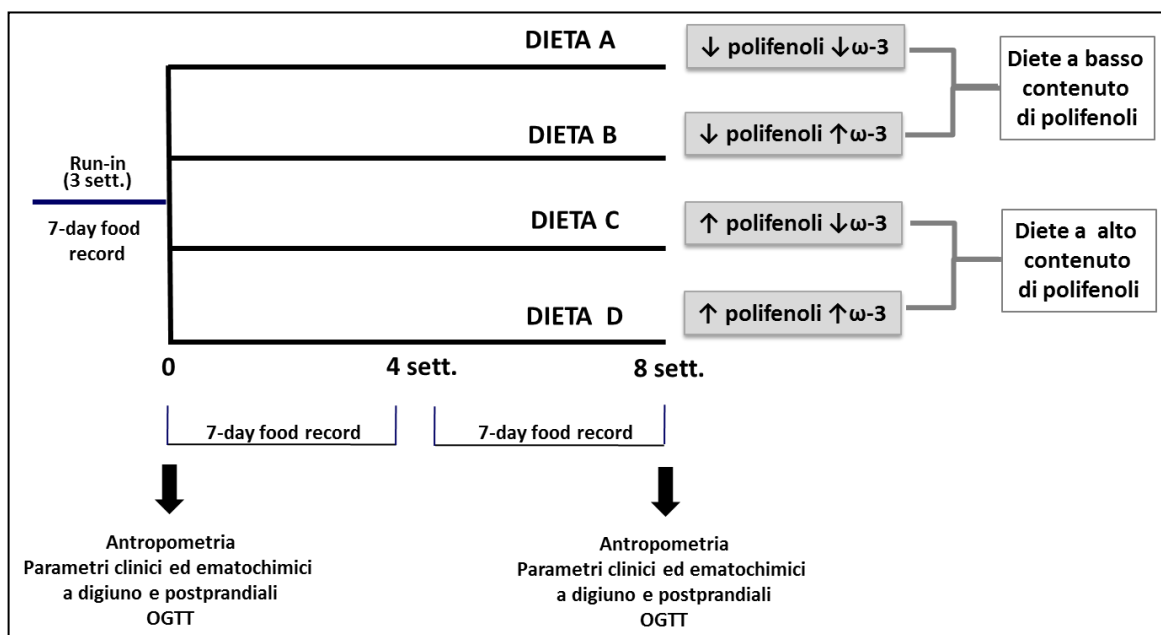 DIETA A
↓ polifenoli ↓ω-3
Diete a basso
contenuto
di polifenoli
DIETA B
↓ polifenoli ↑ω-3
Run-in
(3 sett.)
7-day food
record
DIETA C
↑ polifenoli ↓ω-3
Diete a alto
contenuto
di polifenoli
DIETA D
↑ polifenoli ↑ω-3
0
4 sett.
8 sett.
7-day food record
7-day food record
Antropometria
Parametri clinici ed ematochimici
a digiuno e postprandiali
OGTT
Antropometria
Parametri clinici ed ematochimici
a digiuno e postprandiali
OGTT